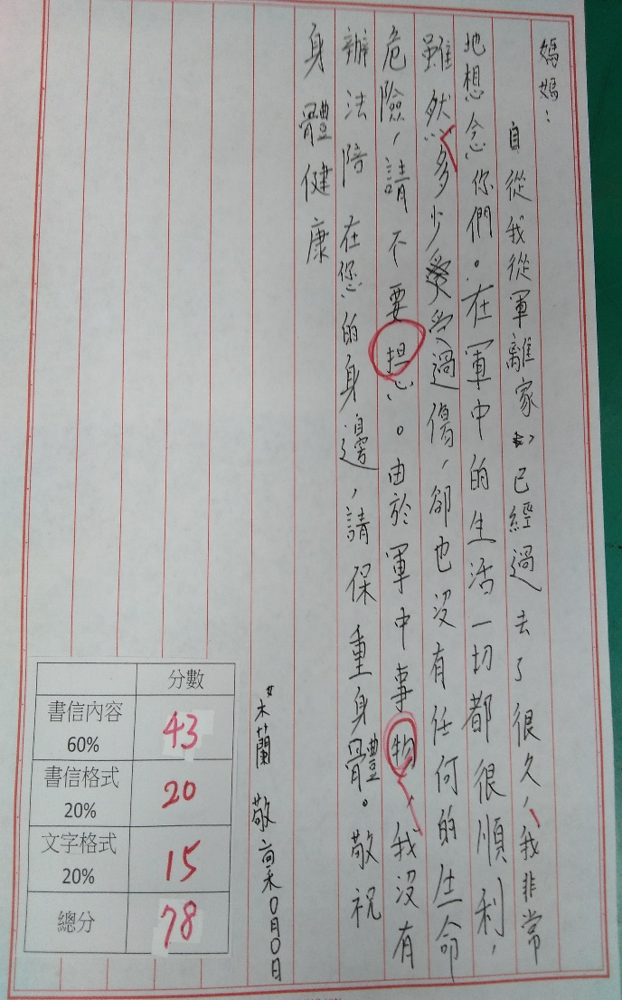 媽媽：
自從我從軍離家已經過去了很久，我非常
地想念你們。在軍中的生活一切都很順利，
雖然多少受過傷，卻也沒有任何的生命
危險，請不要担心。由於軍中事物，我沒有
辦法陪在您的身邊，請保重身體。敬祝
身體健康
女木蘭 敬稟0月0日
分數
書信內容
60%
43
書信格式
20%
20
文字格式
20%
15
總分
78